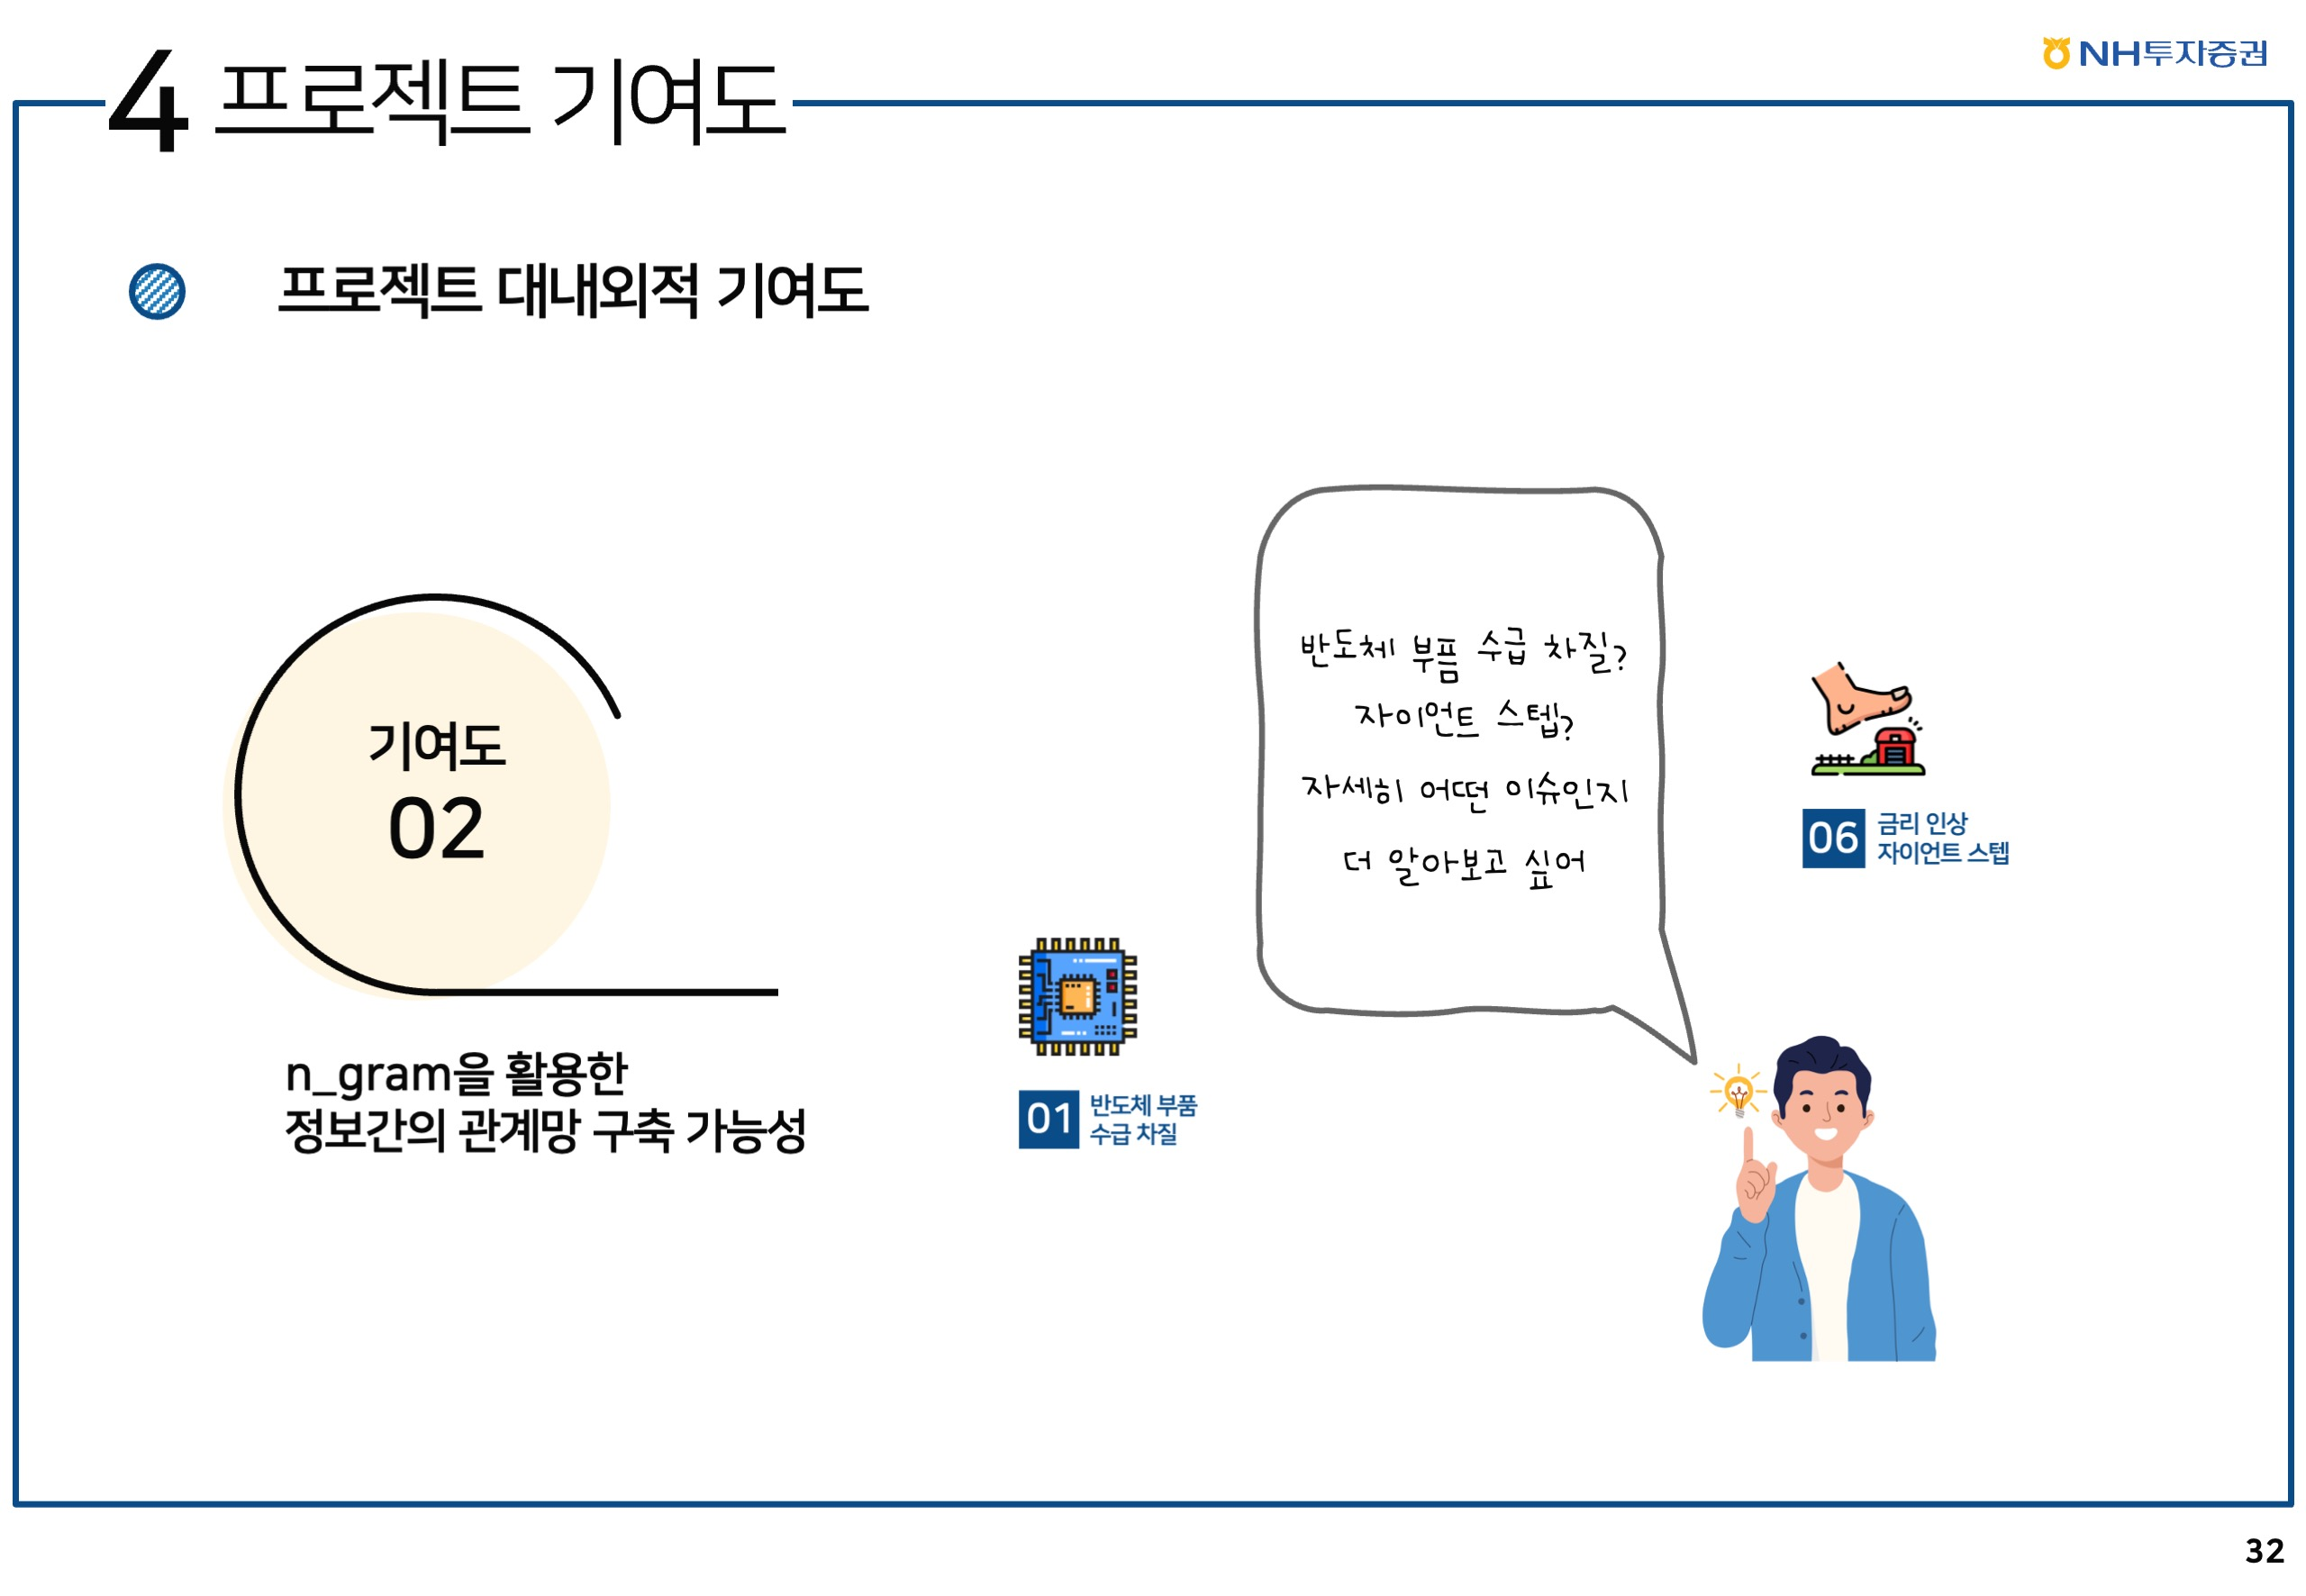 4 프로젝트 기여도
NH투자증권
프로젝트 대내외적 기여도
기여도
02
n_gram을 활용한
정보간의 관계망 구축 가능성
01 반도체 부품
수급 차질
반도체 부품 수급 차질?
자이언트 스텝?
자세히 어떤 이슈인지
더 알아보고 싶어
06 금리 인상
자이언트 스텝
32